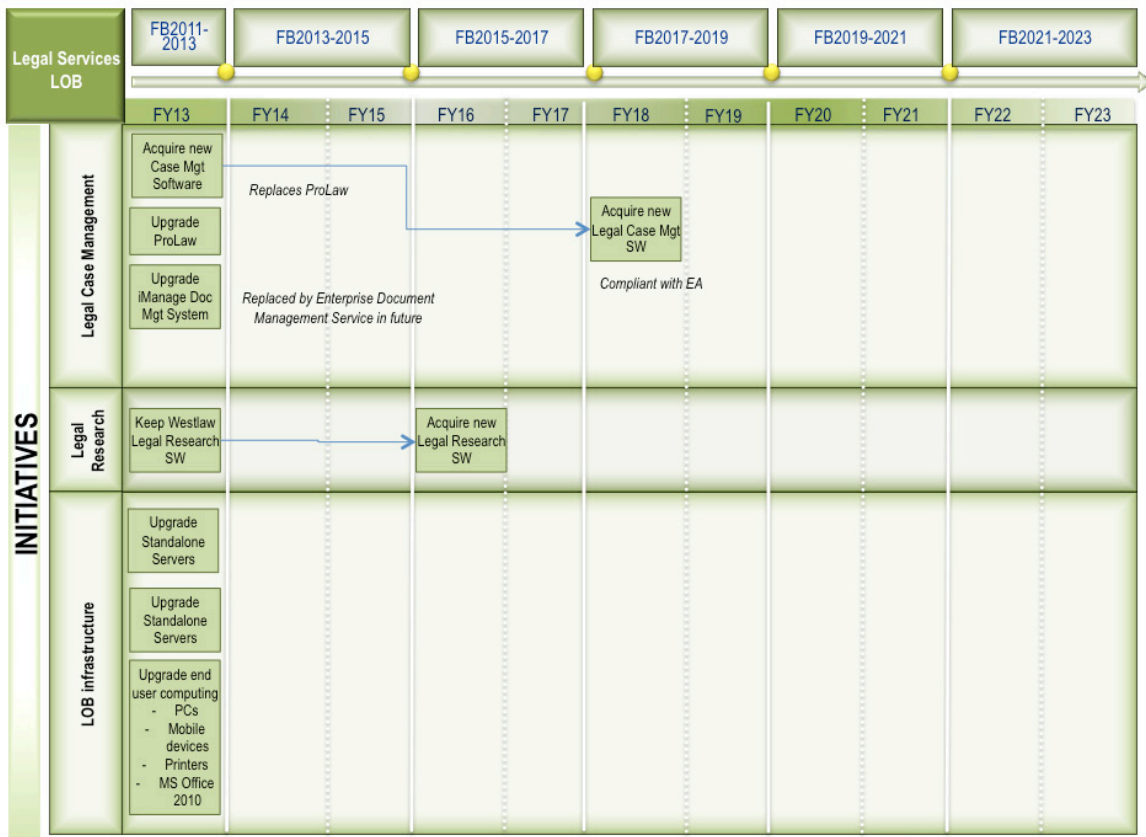 Legal Services
LOB
FB2011-
2013
FB2013-2015
FB2015-2017
FB2017-2019
FB2019-2021
FB2021-2023
FY13
FY14
FY15
FY16
FY17
FY18
FY19
FY20
FY21
FY22
FY23
INITIATIVES
Legal Case Management
Acquire new
Case Mgt
Software
Replaces ProLaw
Upgrade
ProLaw
Acquire new
Legal Case Mgt
SW
Compliant with EA
Upgrade
iManage Doc
Mgt System
Replaced by Enterprise Document
Management Service in future
Legal
Research
Keep Westlaw
Legal Research
SW
Acquire new
Legal Research
SW
LOB infrastructure
Upgrade
Standalone
Servers
Upgrade
Standalone
Servers
Upgrade end
user computing
- PCs
- Mobile
devices
- Printers
- MS Office
2010